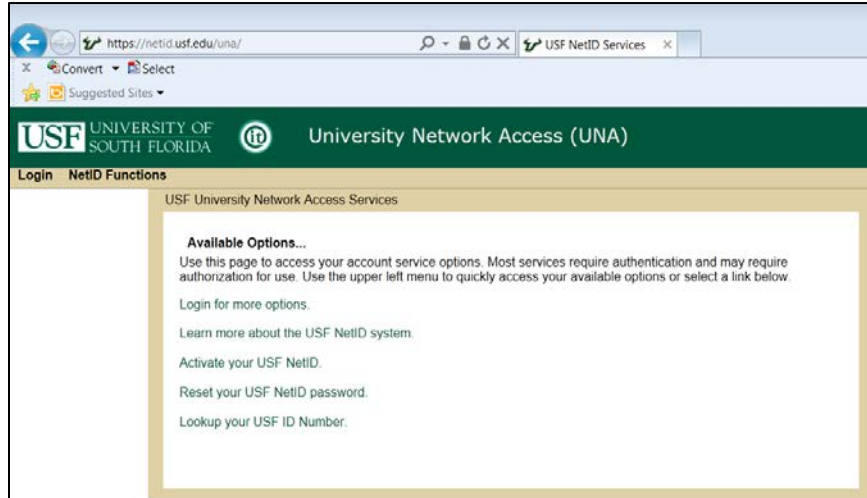 https://netid.usf.edu/una/
USF NetID Services
x Convert Select
Suggested Sites
USF UNIVERSITY OF SOUTH FLORIDA it University Network Access (UNA)
Login NetID Functions
USF University Network Access Services
Available Options...
Use this page to access your account service options. Most services require authentication and may require
authorization for use. Use the upper left menu to quickly access your available options or select a link below.
Login for more options.
Learn more about the USF NetID system.
Activate your USF NetID.
Reset your USF NetID password.
Lookup your USF ID Number.